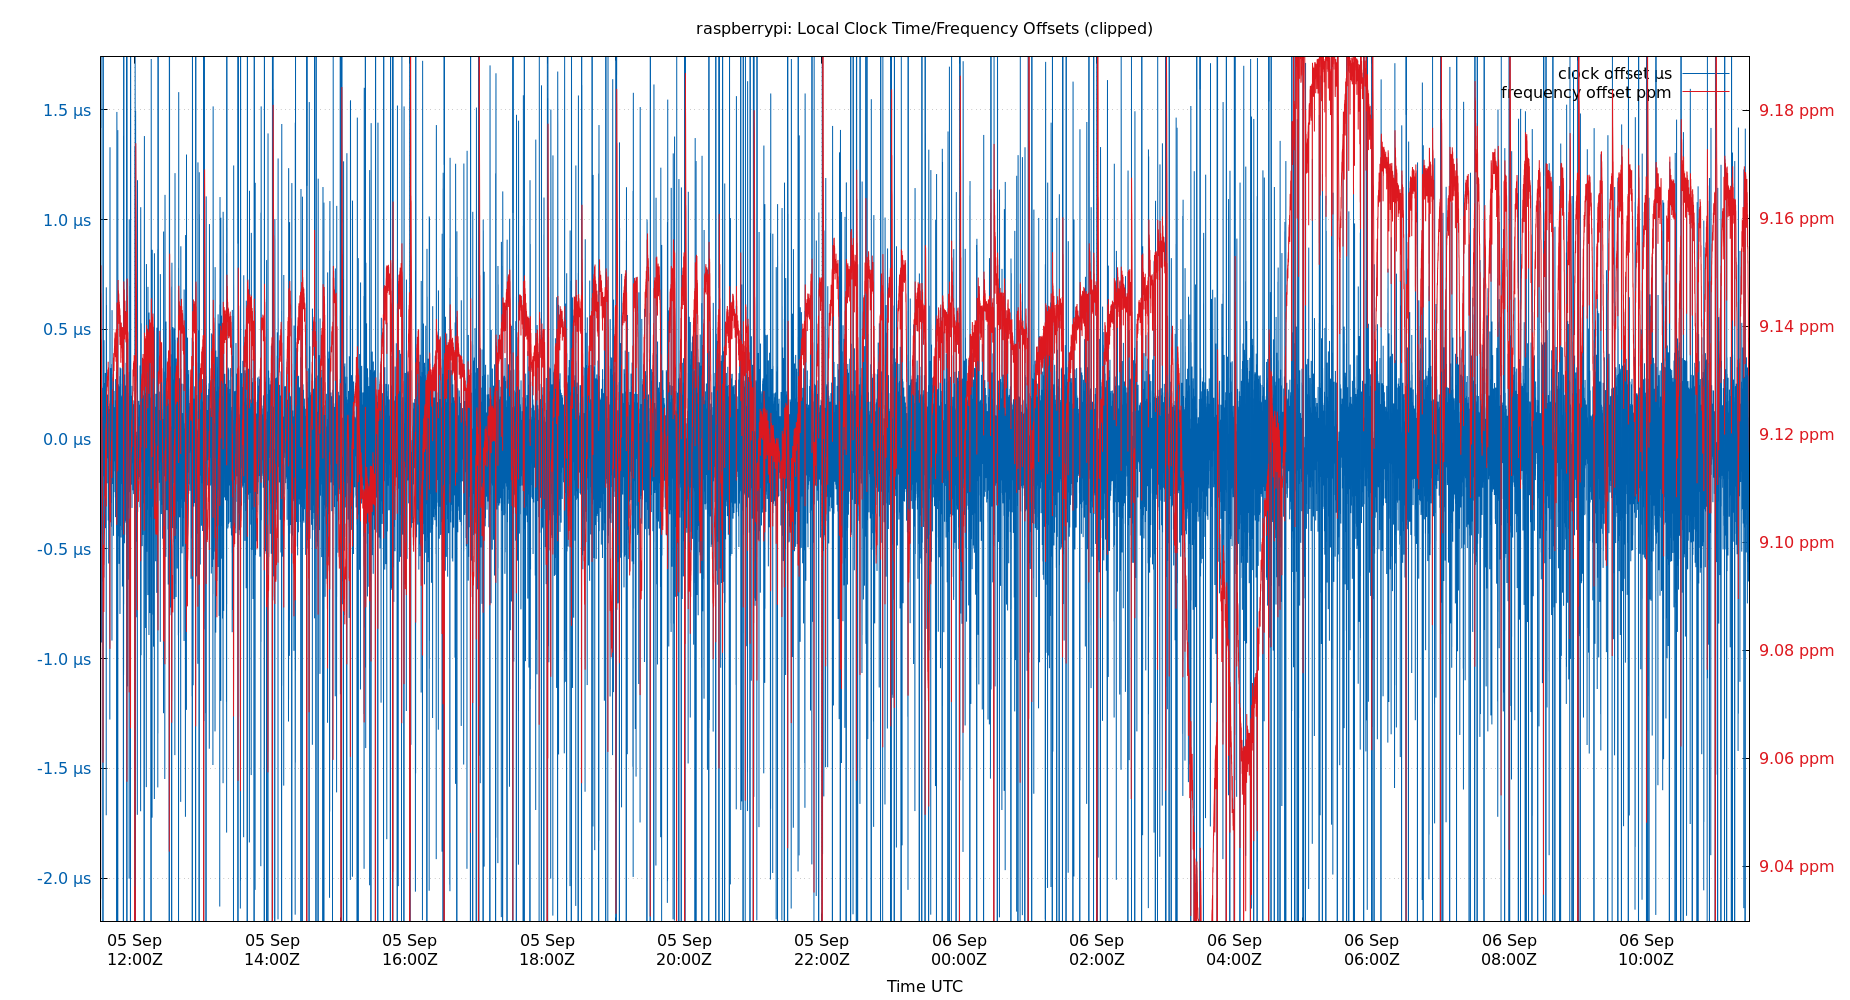 raspberrypi: Local Clock Time/Frequency Offsets (clipped)
clock offset µs
frequency offset ppm
1.5 µs
1.0 µs
0.5 µs
0.0 µs
-0.5 µs
-1.0 µs
-1.5 µs
-2.0 µs
9.18 ppm
9.16 ppm
9.14 ppm
9.12 ppm
9.10 ppm
9.08 ppm
9.06 ppm
9.04 ppm
05 Sep 05 Sep 05 Sep 05 Sep 05 Sep 05 Sep 06 Sep 06 Sep 06 Sep 06 Sep 06 Sep 06 Sep
12:00Z 14:00Z 16:00Z 18:00Z 20:00Z 22:00Z 00:00Z 02:00Z 04:00Z 06:00Z 08:00Z 10:00Z
Time UTC